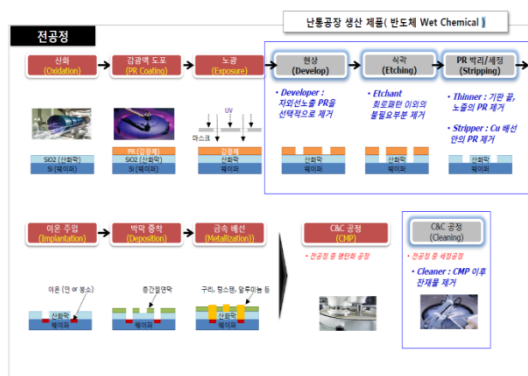 난통공장 생산 제품( 반도체 Wet Chemical )
전공정
산화
(Oxidation)
감광액 도포
(PR Coating)
노광
(Exposure)
현상
(Develop)
식각
(Etching)
PR 박리/세정
(Stripping)
UV
마스크
SiO2 (산화막)
Si(웨이퍼)
PR(감광제)
SiO2 (산화막)
Si(웨이퍼)
감광제
산화막
웨이퍼
• Developer :
자외선노출 PR을
선택적으로 제거
• Etchant
회로패턴 이외의
불필요부분 제거
• Thinner : 기판 끝,
노즐의 PR 제거
• Stripper : Cu 배선
만의 PR 제거
이온 주입
(Implantation)
박막 증착
(Deposition)
금속 배선
(Metallization)
C&C 공정
(CMP)
C&C 공정
(Cleaning)
이온 (인 or 붕소)
산화막
웨이퍼
층간절연막
구리, 텅스텐, 알루미늄 등
산화막
웨이퍼
• 전공정 중 평탄화 공정
• 전공정 중 세정공정
• Cleaner : CMP 이후
잔재물 제거